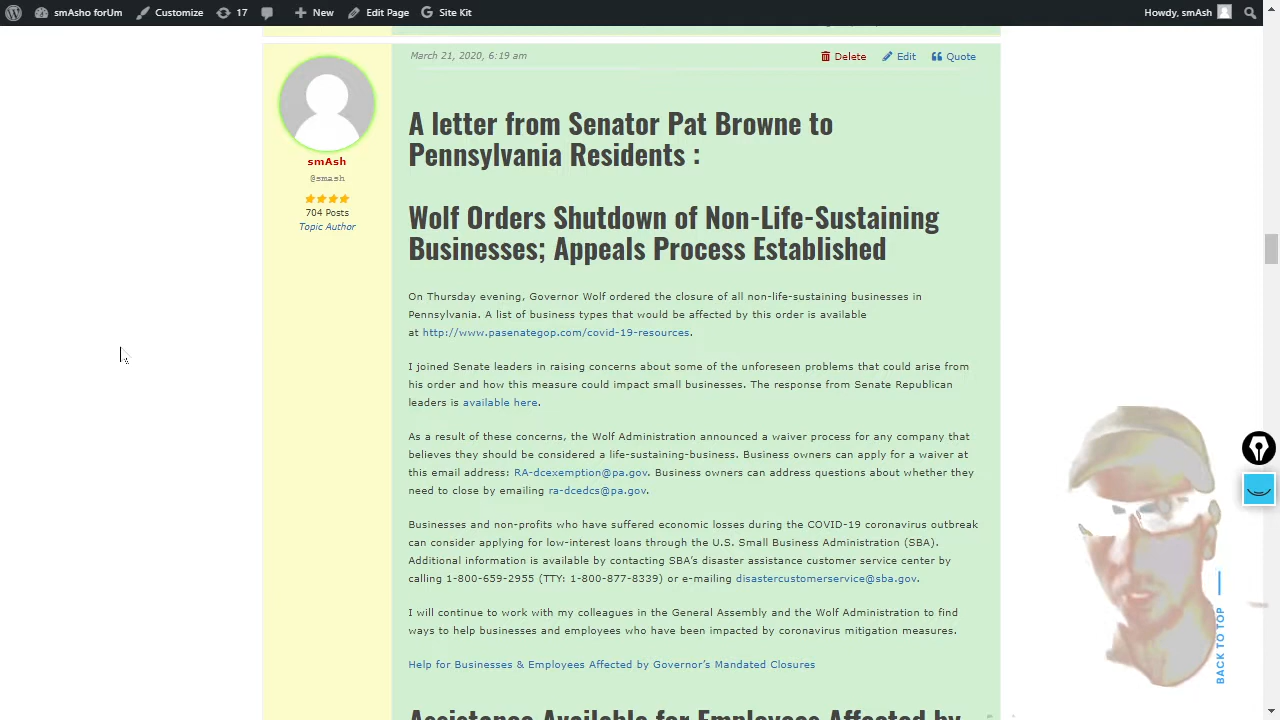 smAsho forUm Customize 17 New Edit Page Site Kit Howdy, smAsh
March 21, 2020, 6:19 am Delete Edit Quote
smAsh
@smash
704 Posts
Topic Author
A letter from Senator Pat Browne to
Pennsylvania Residents :
Wolf Orders Shutdown of Non-Life-Sustaining
Businesses; Appeals Process Established
On Thursday evening, Governor Wolf ordered the closure of all non-life-sustaining businesses in
Pennsylvania. A list of business types that would be affected by this order is available
at http://www.pasenategop.com/covid-19-resources.
I joined Senate leaders in raising concerns about some of the unforeseen problems that could arise from
his order and how this measure could impact small businesses. The response from Senate Republican
leaders is available here.
As a result of these concerns, the Wolf Administration announced a waiver process for any company that
believes they should be considered a life-sustaining-business. Business owners can apply for a waiver at
this email address: RA-dcexemption@pa.gov. Business owners can address questions about whether they
need to close by emailing ra-dcedcs@pa.gov.
Businesses and non-profits who have suffered economic losses during the COVID-19 coronavirus outbreak
can consider applying for low-interest loans through the U.S. Small Business Administration (SBA).
Additional information is available by contacting SBA's disaster assistance customer service center by
calling 1-800-659-2955 (TTY: 1-800-877-8339) or e-mailing disastercustomerservice@sba.gov.
I will continue to work with my colleagues in the General Assembly and the Wolf Administration to find
ways to help businesses and employees who have been impacted by coronavirus mitigation measures.
Help for Businesses & Employees Affected by Governor's Mandated Closures
Assistance Available for Employees Affected by
BACK TO TOP